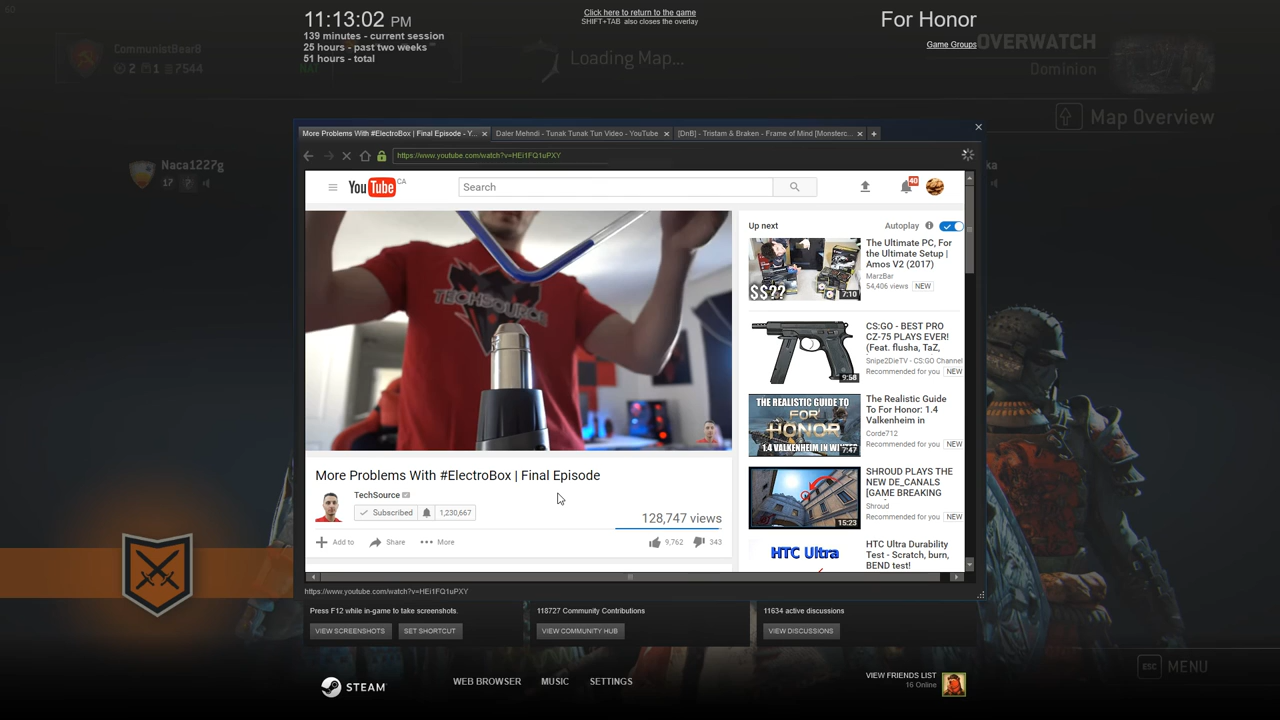 60
11:13:02 PM
139 minutes - current session
25 hours - past two weeks
51 hours - total
Click here to return to the game
SHIFT+TAB also closes the overlay
For Honor
Game Groups
CommunistBear8
2 1 7544
Loading Map...
OVERWATCH
Dominion
Map Overview
Naca1227g
17 ?
More Problems With #ElectroBox | Final Episode - Y...
Daler Mehndi - Tunak Tunak Tun Video - YouTube
[DnB] - Tristam & Braken - Frame of Mind [Monsterc...
https://www.youtube.com/watch?v=HEi1FQ1uPXY
YouTube CA
Search
40
TECHSOURCE
Up next
Autoplay
The Ultimate PC, For
the Ultimate Setup |
Amos V2 (2017)
MarzBar
54,406 views NEW
$$??
7:10
CS:GO - BEST PRO
CZ-75 PLAYS EVER!
(Feat. flusha, TaZ,
Snipe2DieTV - CS:GO Channel
Recommended for you NEW
9:58
THE REALISTIC GUIDE TO
FOR HONOR
1.4 VALKENHEIM IN
7:47
The Realistic Guide
To For Honor: 1.4
Valkenheim in
Corde712
Recommended for you NEW
SHROUD PLAYS THE
NEW DE_CANALS
[GAME BREAKING
Shroud
Recommended for you NEW
15:23
HTC Ultra
HTC Ultra Durability
Test - Scratch, burn,
BEND test!
More Problems With #ElectroBox | Final Episode
TechSource
Subscribed 1,230,667
128,747 views
Add to Share More
9,762 343
https://www.youtube.com/watch?v=HEi1FQ1uPXY
Press F12 while in-game to take screenshots.
VIEW SCREENSHOTS SET SHORTCUT
118727 Community Contributions
VIEW COMMUNITY HUB
11634 active discussions
VIEW DISCUSSIONS
ESC MENU
STEAM
WEB BROWSER MUSIC SETTINGS
VIEW FRIENDS LIST
16 Online